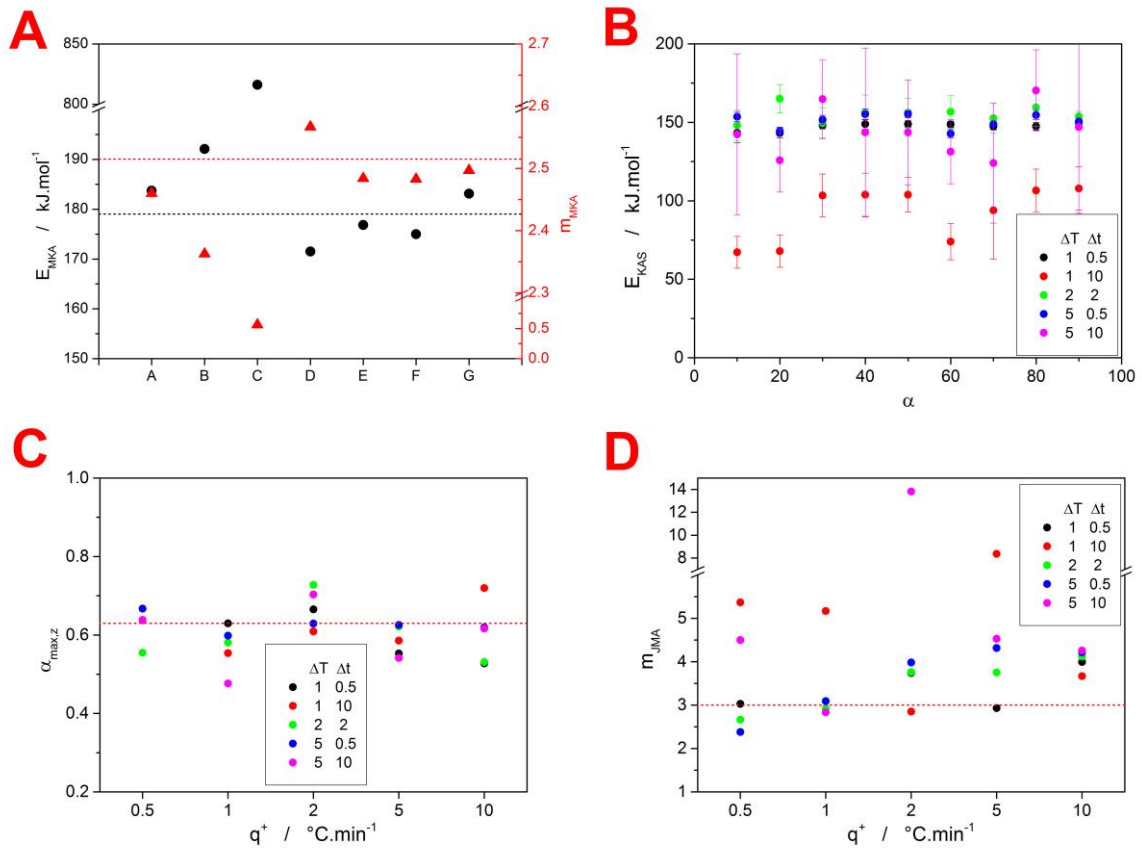 A
850
800
190
180
170
160
150
E_MKA / kJ.mol⁻¹
2.7
2.6
2.5
2.4
2.3
0.5
0.0
m_MKA
A B C D E F G
B
200
150
100
50
0
E_KAS / kJ.mol⁻¹
0 20 40 60 80 100
α
ΔT Δt
1 0.5
1 10
2 2
5 0.5
5 10
C
1.0
0.8
0.6
0.4
0.2
α_max,z
0.5 1 2 5 10
q⁺ / °C.min⁻¹
ΔT Δt
1 0.5
1 10
2 2
5 0.5
5 10
D
14
12
10
8
5
4
3
2
1
m_JMA
0.5 1 2 5 10
q⁺ / °C.min⁻¹
ΔT Δt
1 0.5
1 10
2 2
5 0.5
5 10